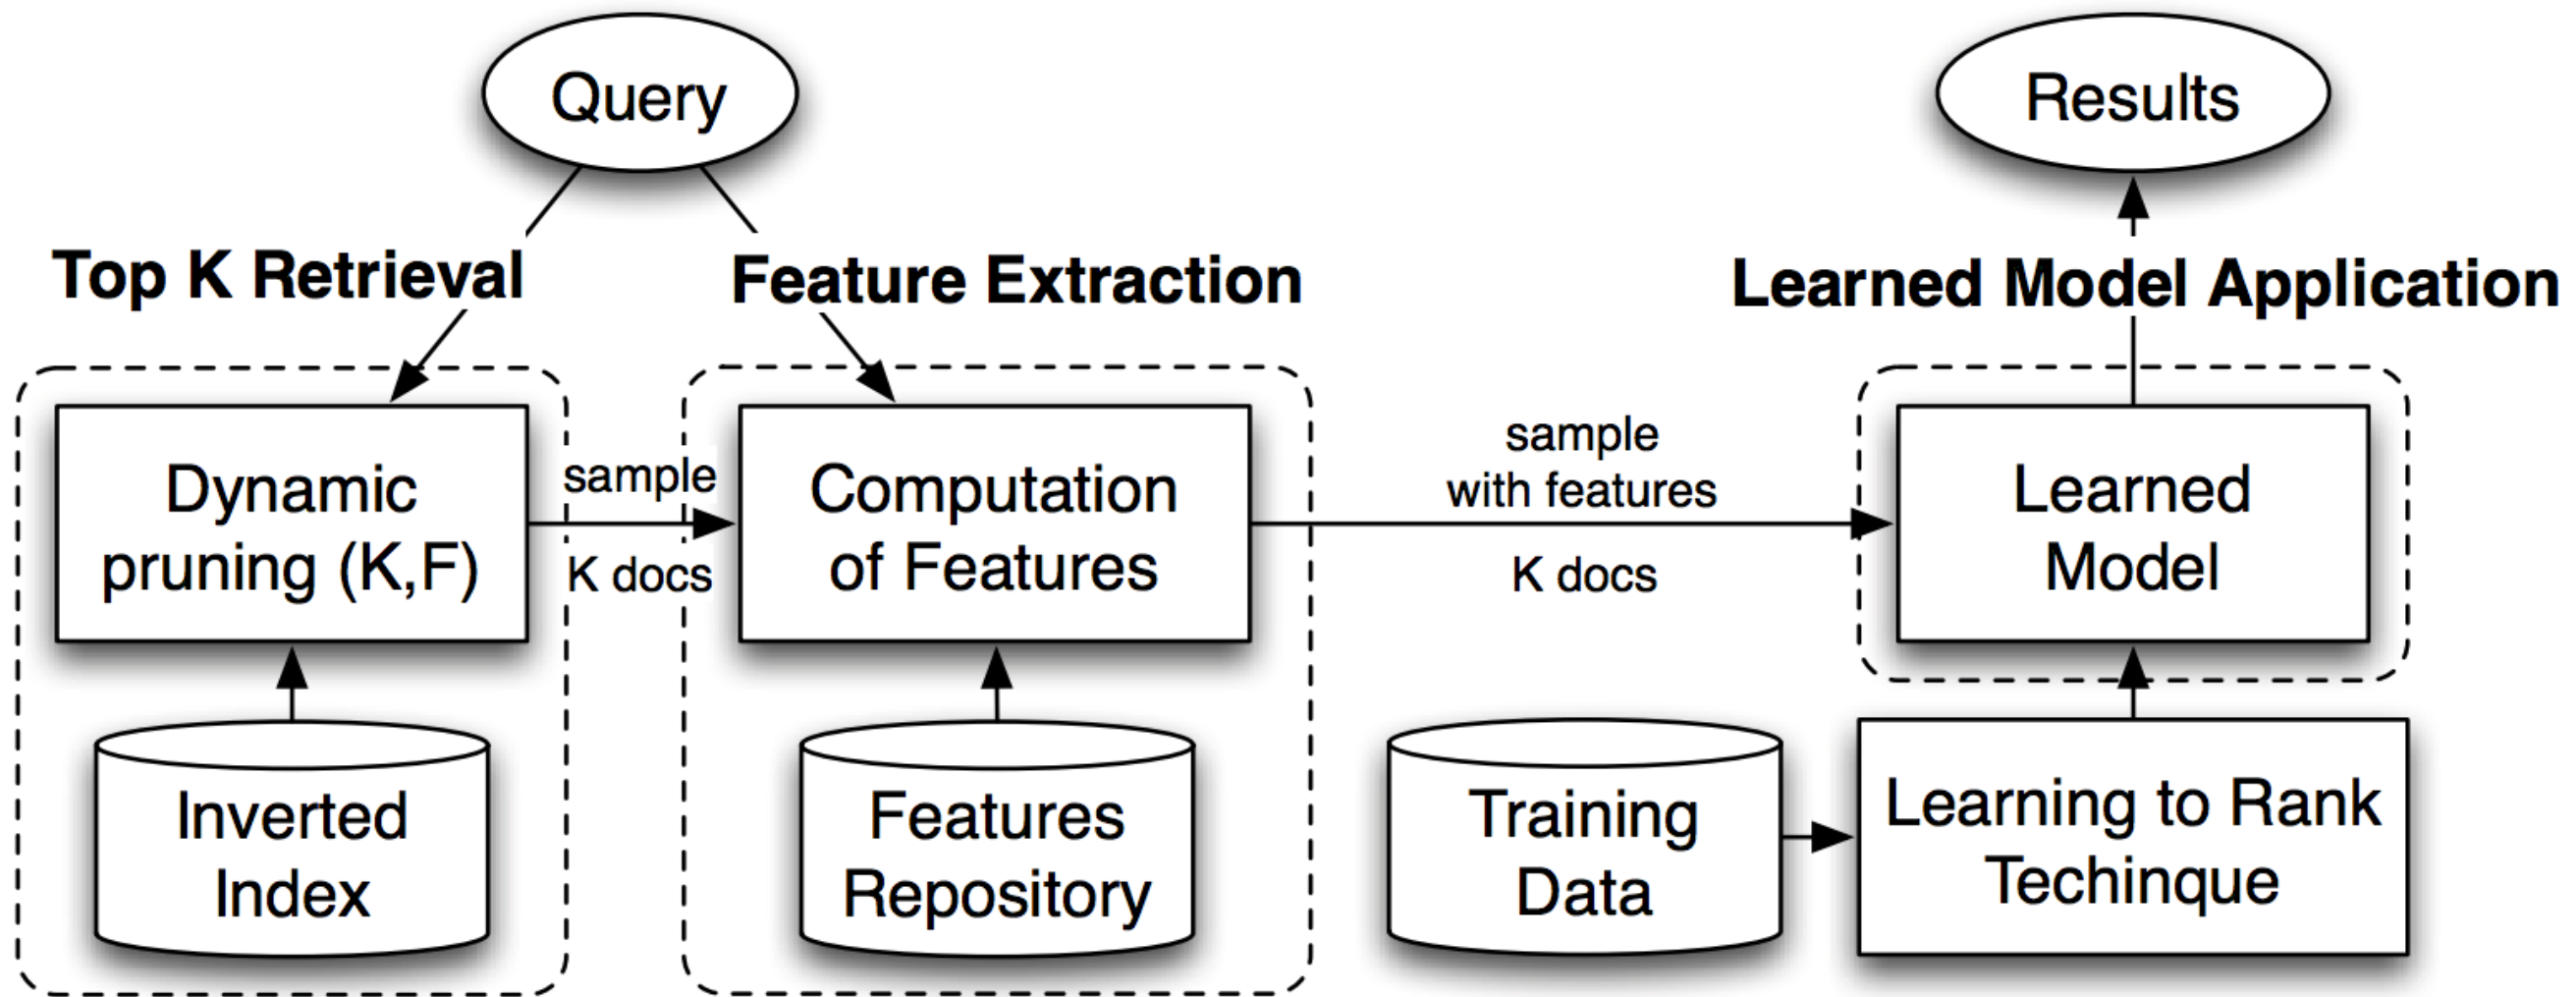 Query
Results
Top K Retrieval
Feature Extraction
Learned Model Application
Dynamic
pruning (K,F)
sample
K docs
Computation
of Features
sample
with features
K docs
Learned
Model
Inverted
Index
Features
Repository
Training
Data
Learning to Rank
Techinque